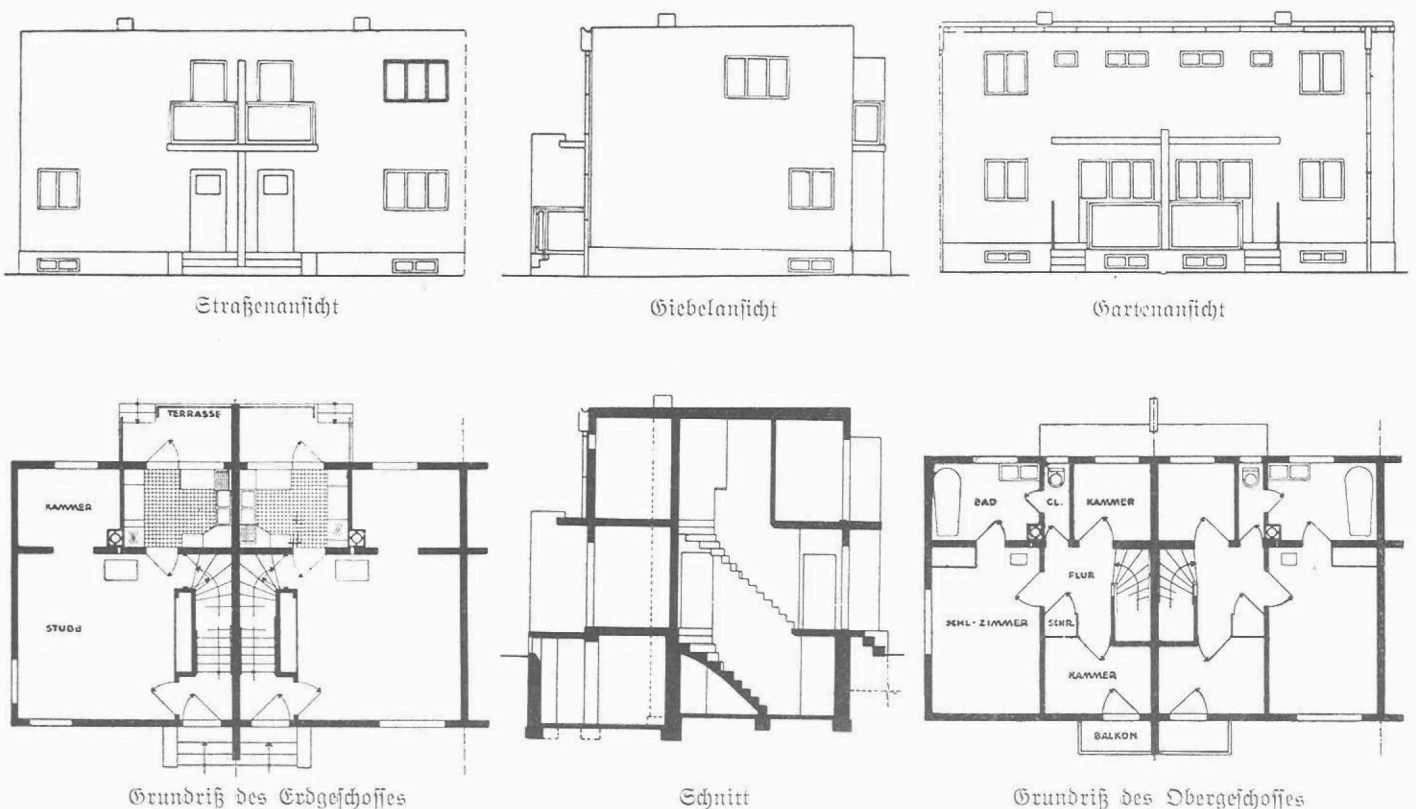 Straßenansicht
Giebelansicht
Gartenansicht
TERRASSE
KAMMER
STUBE
Grundriß des Erdgeschosses
Schnitt
BAD
CL.
KAMMER
FLUR
SCHL-ZIMMER
SCHR.
KAMMER
BALKON
Grundriß des Obergeschosses